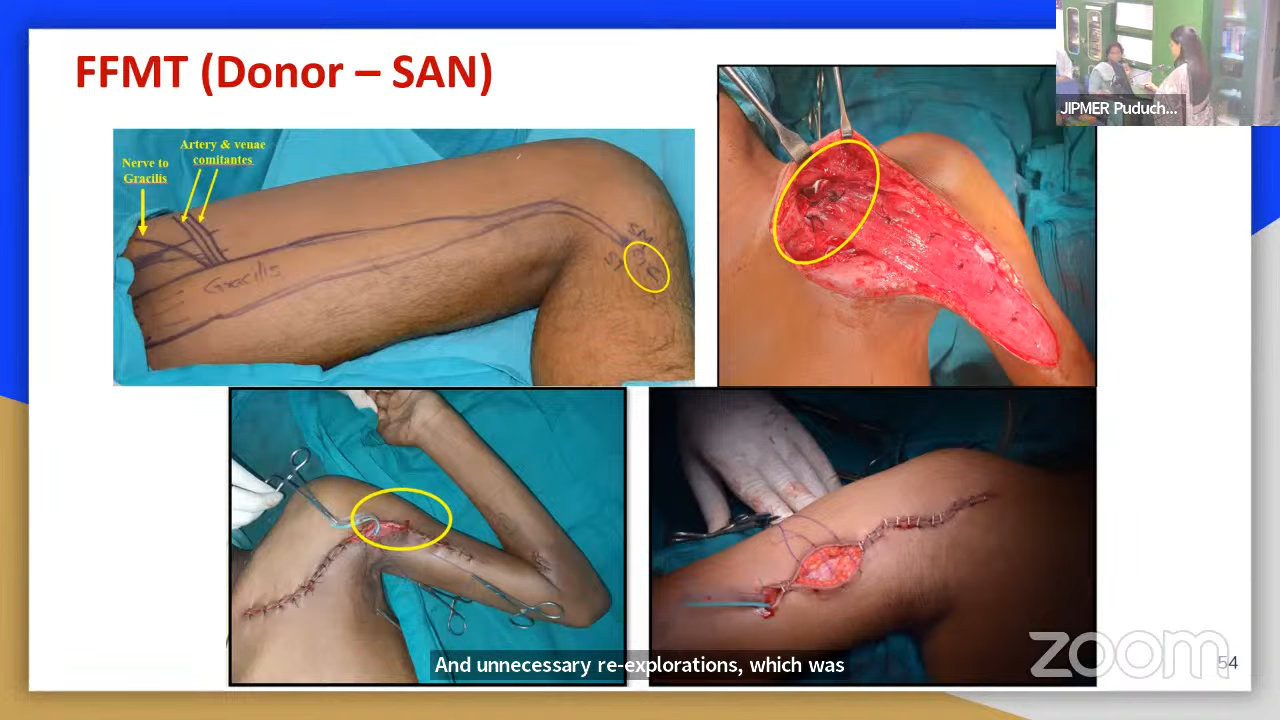 FFMT (Donor – SAN)
JIPMER Puduch...
Artery & venae
comitantes
Nerve to
Gracilis
Gracilis
And unnecessary re-explorations, which was
zoom
54